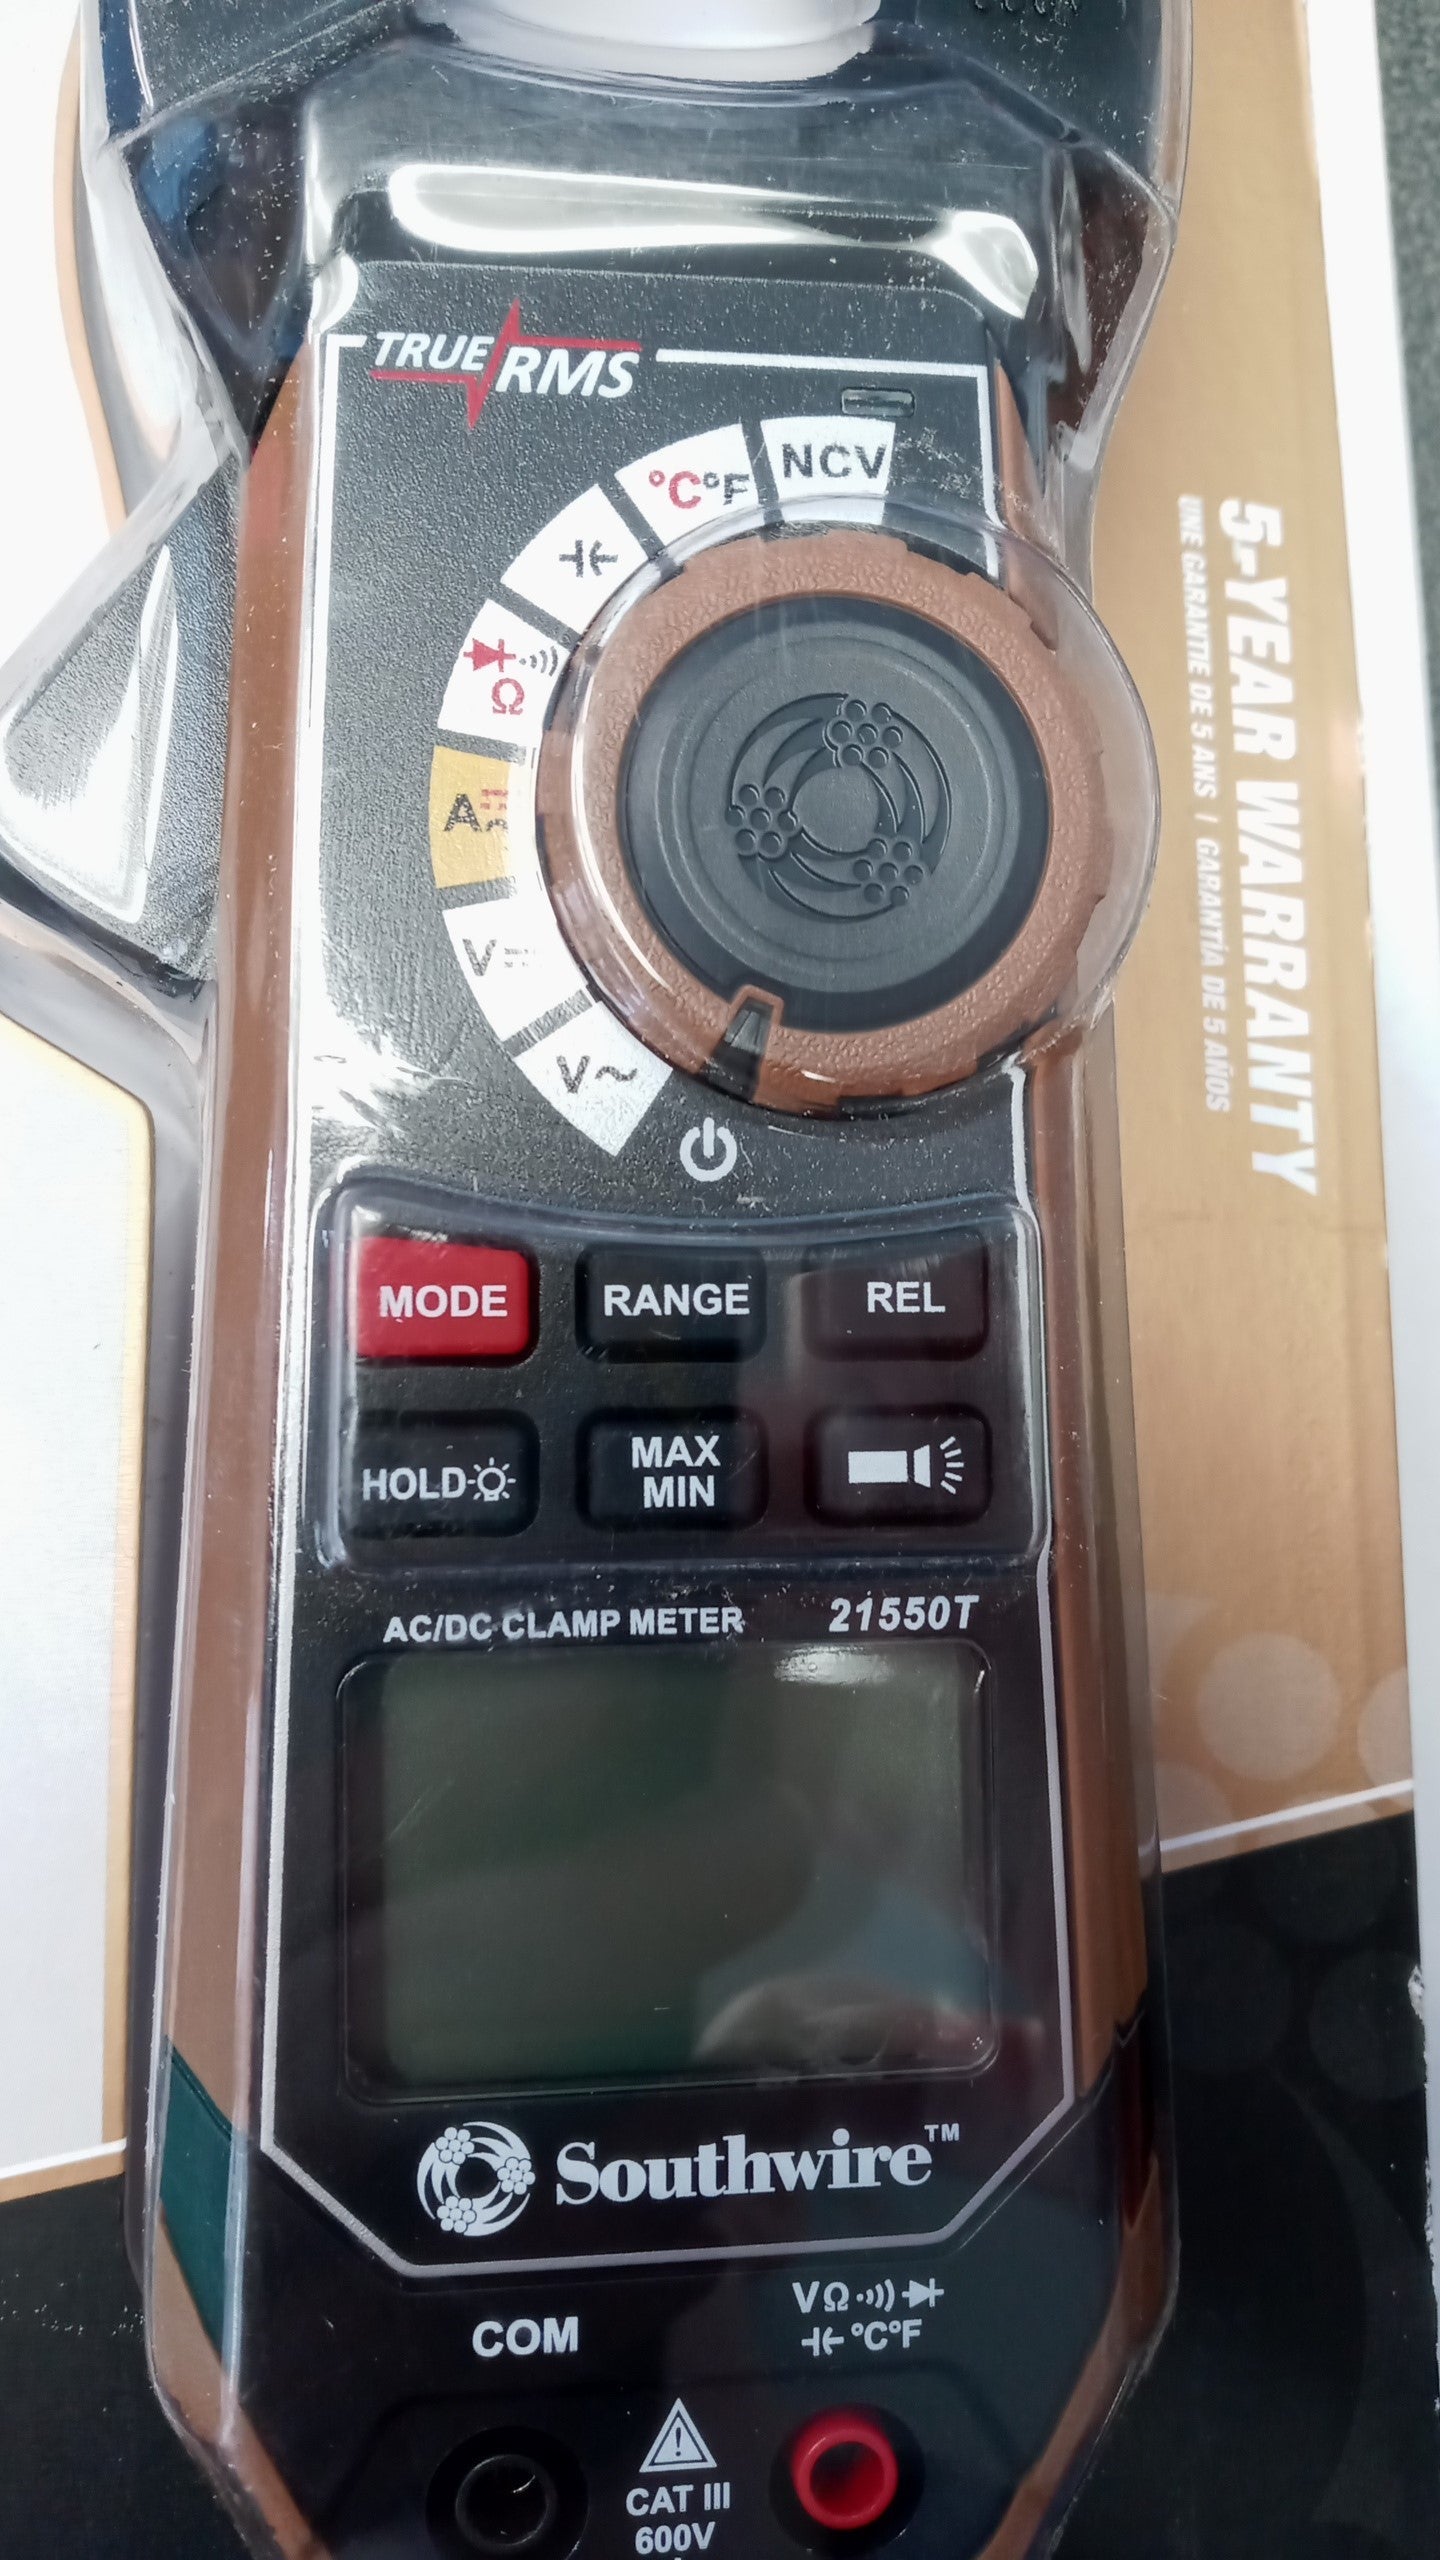 TRUE RMS
NCV
°C°F
Ω
A
V
V~
MODE
RANGE
REL
HOLD
MAX
MIN
AC/DC CLAMP METER
21550T
Southwire™
COM
VΩ
°C°F
CAT III
600V
5-YEAR WARRANTY
UNE GARANTIE DE 5 ANS | GARANTÍA DE 5 AÑOS